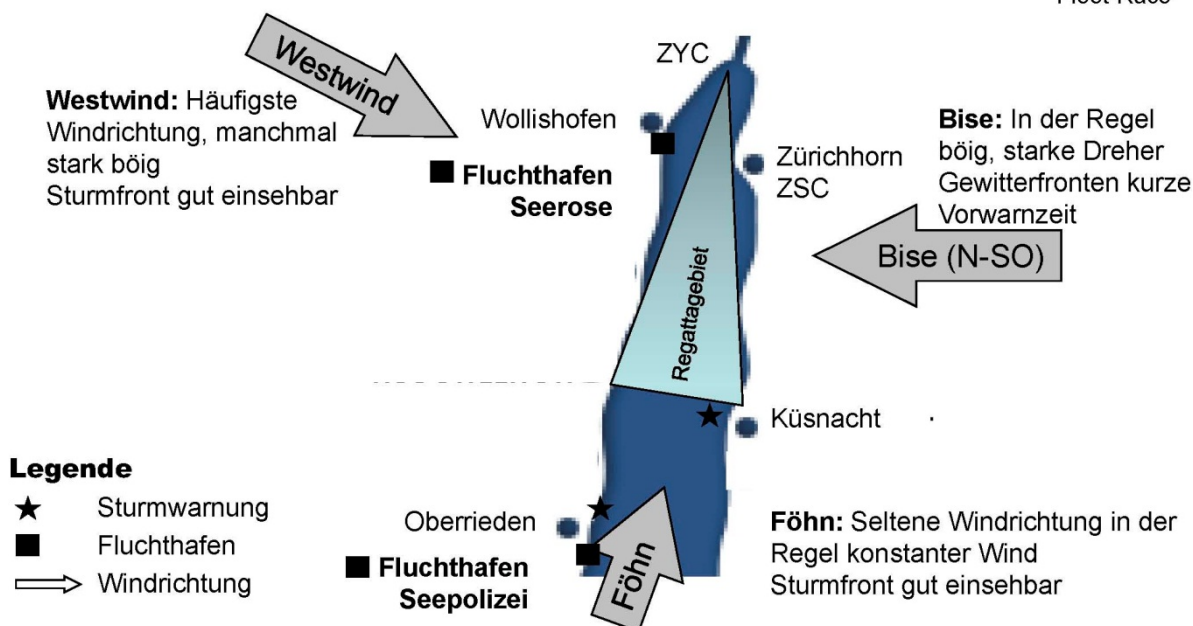 Westwind
Westwind: Häufigste
Windrichtung, manchmal
stark böig
Sturmfront gut einsehbar
ZYC
Wollishofen
Fluchthafen
Seerose
Zürichhorn
ZSC
Bise: In der Regel
böig, starke Dreher
Gewitterfronten kurze
Vorwarnzeit
Bise (N-SO)
Regattagebiet
Küsnacht
Legende
Sturmwarnung
Fluchthafen
Windrichtung
Oberrieden
Fluchthafen
Seepolizei
Föhn
Föhn: Seltene Windrichtung in der
Regel konstanter Wind
Sturmfront gut einsehbar